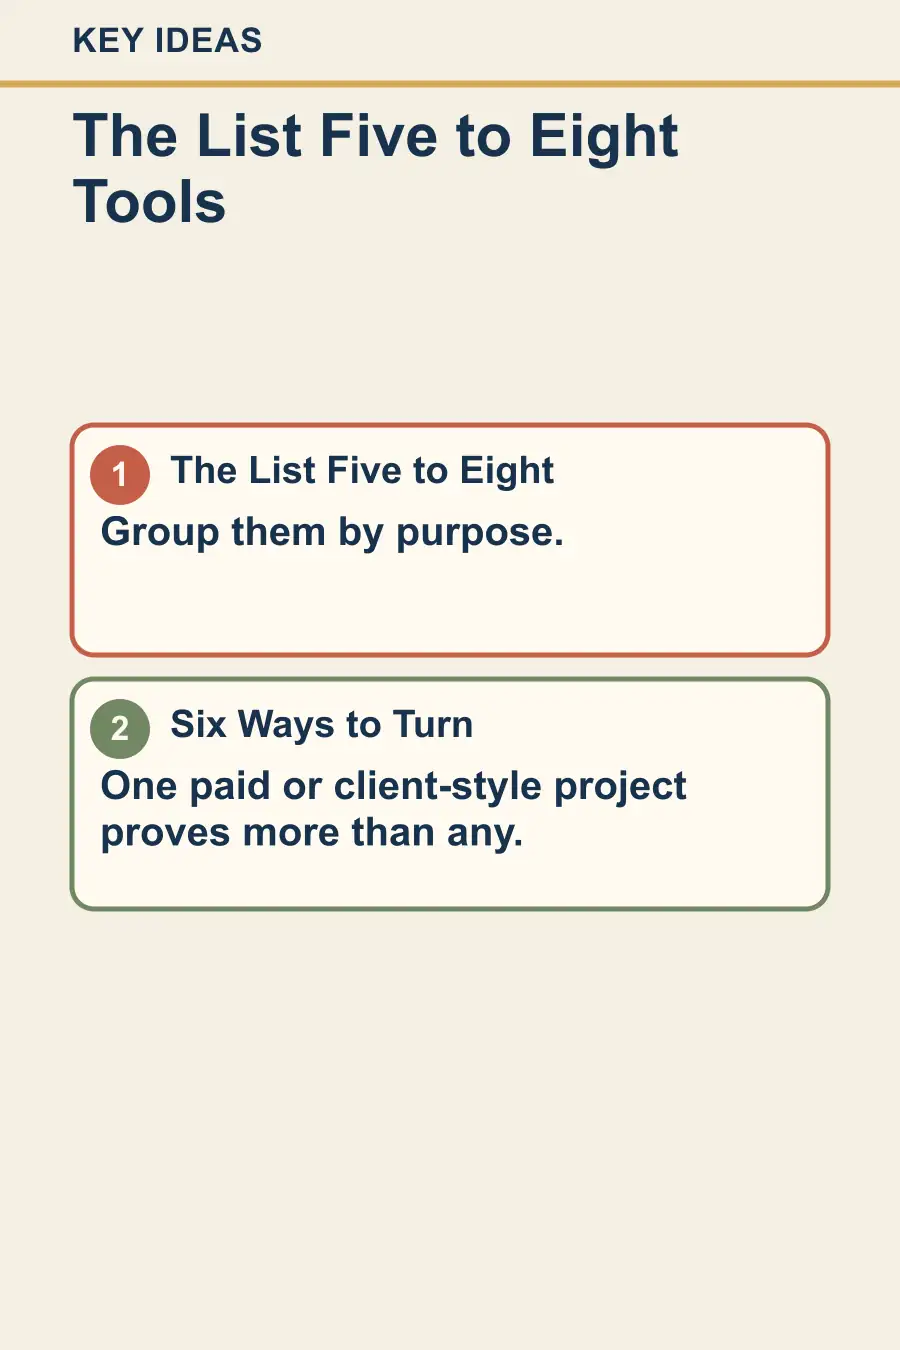 KEY IDEAS
The List Five to Eight
Tools
1 The List Five to Eight
Group them by purpose.
2 Six Ways to Turn
One paid or client-style project
proves more than any.